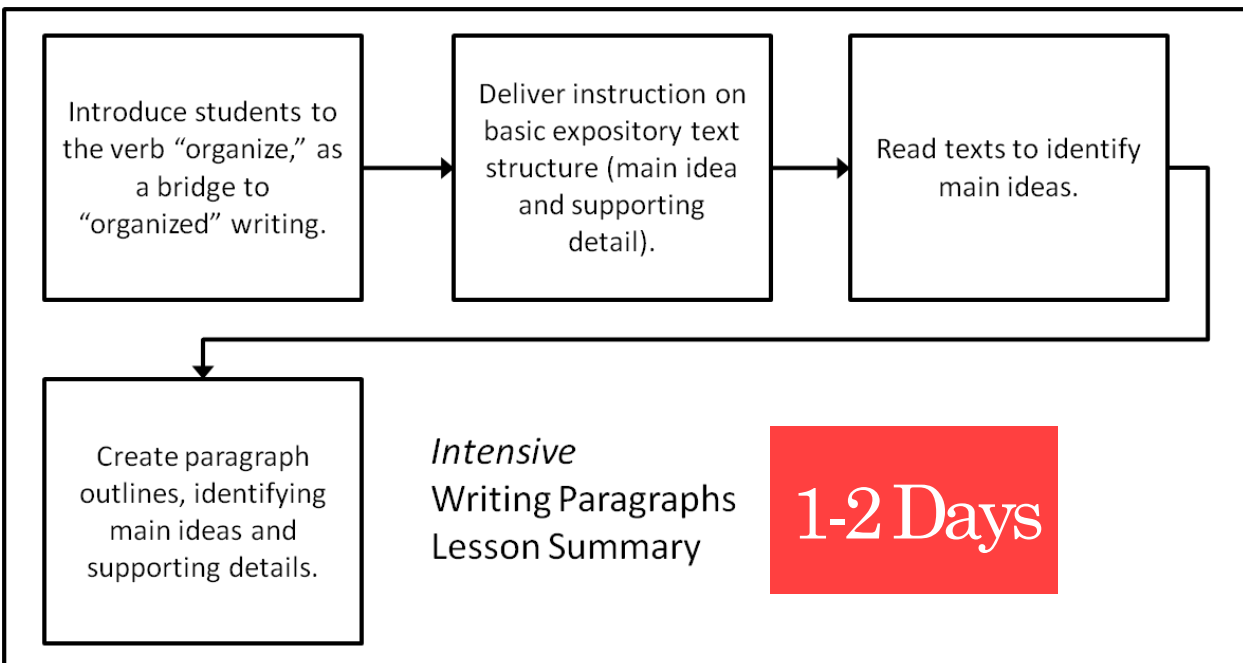 Introduce students to
the verb “organize,” as
a bridge to
“organized” writing.
Deliver instruction on
basic expository text
structure (main idea
and supporting
detail).
Read texts to identify
main ideas.
Create paragraph
outlines, identifying
main ideas and
supporting details.
Intensive
Writing Paragraphs
Lesson Summary
1-2 Days